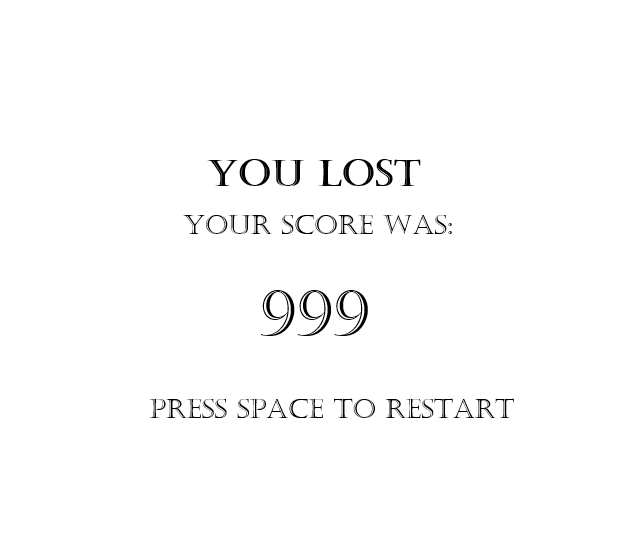 YOU LOST
YOUR SCORE WAS:
999
PRESS SPACE TO RESTART